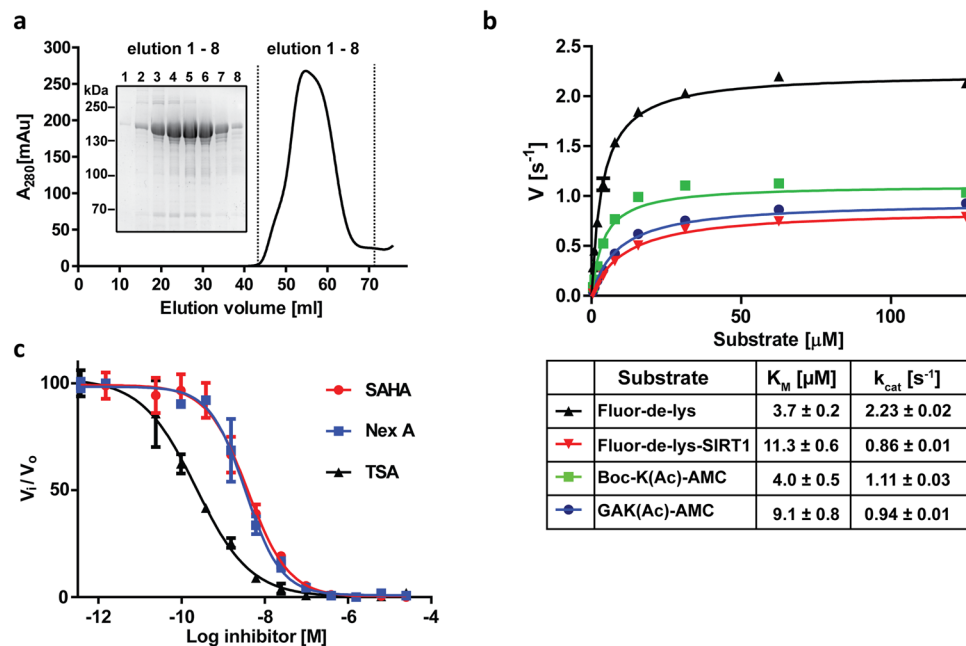 a
elution 1 - 8 elution 1 - 8
300
250
200
150
100
50
0
A280[mAu]
kDa 1 2 3 4 5 6 7 8
250
130
100
70
0 10 20 30 40 50 60 70
Elution volume [ml]
b
2.5
2.0
1.5
1.0
0.5
0.0
V [s-1]
0 50 100
Substrate [µM]
Substrate KM [µM] kcat [s-1]
Fluor-de-lys 3.7 ± 0.2 2.23 ± 0.02
Fluor-de-lys-SIRT1 11.3 ± 0.6 0.86 ± 0.01
Boc-K(Ac)-AMC 4.0 ± 0.5 1.11 ± 0.03
GAK(Ac)-AMC 9.1 ± 0.8 0.94 ± 0.01
c
100
50
0
Vi/ Vo
SAHA
Nex A
TSA
-12 -10 -8 -6 -4
Log inhibitor [M]